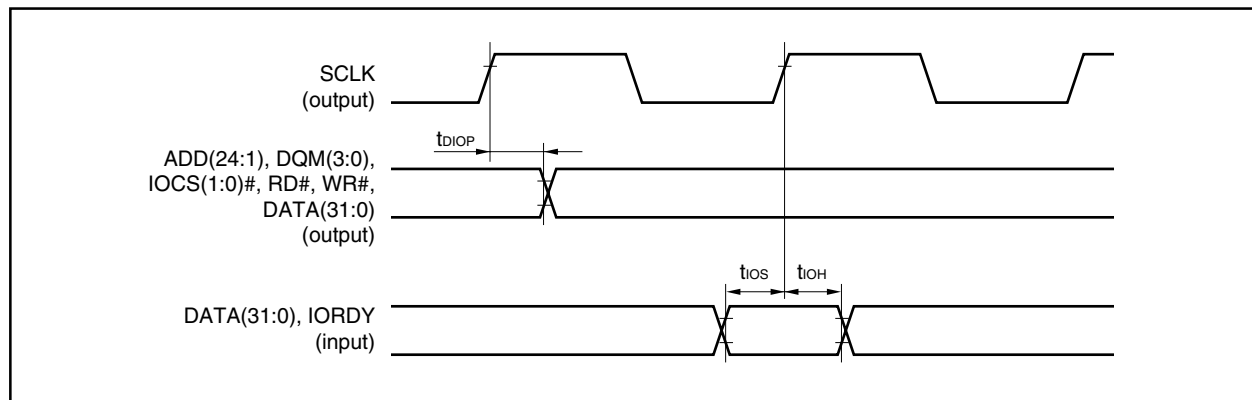 SCLK
(output)
tDIOP
ADD(24:1), DQM(3:0),
IOCS(1:0)#, RD#, WR#,
DATA(31:0)
(output)
tIOS
tIOH
DATA(31:0), IORDY
(input)